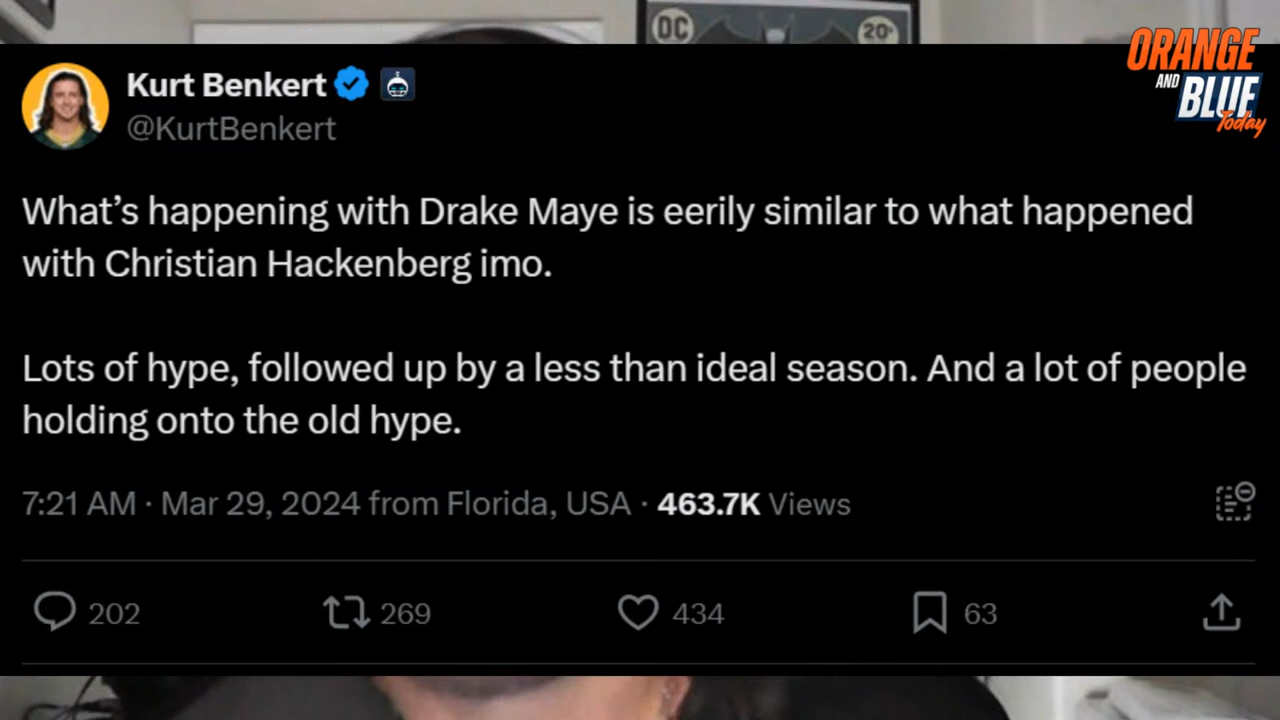 DC
20¢
ORANGE
AND
BLUE
Today
Kurt Benkert
@KurtBenkert
What’s happening with Drake Maye is eerily similar to what happened
with Christian Hackenberg imo.
Lots of hype, followed up by a less than ideal season. And a lot of people
holding onto the old hype.
7:21 AM · Mar 29, 2024 from Florida, USA · 463.7K Views
202 269 434 63